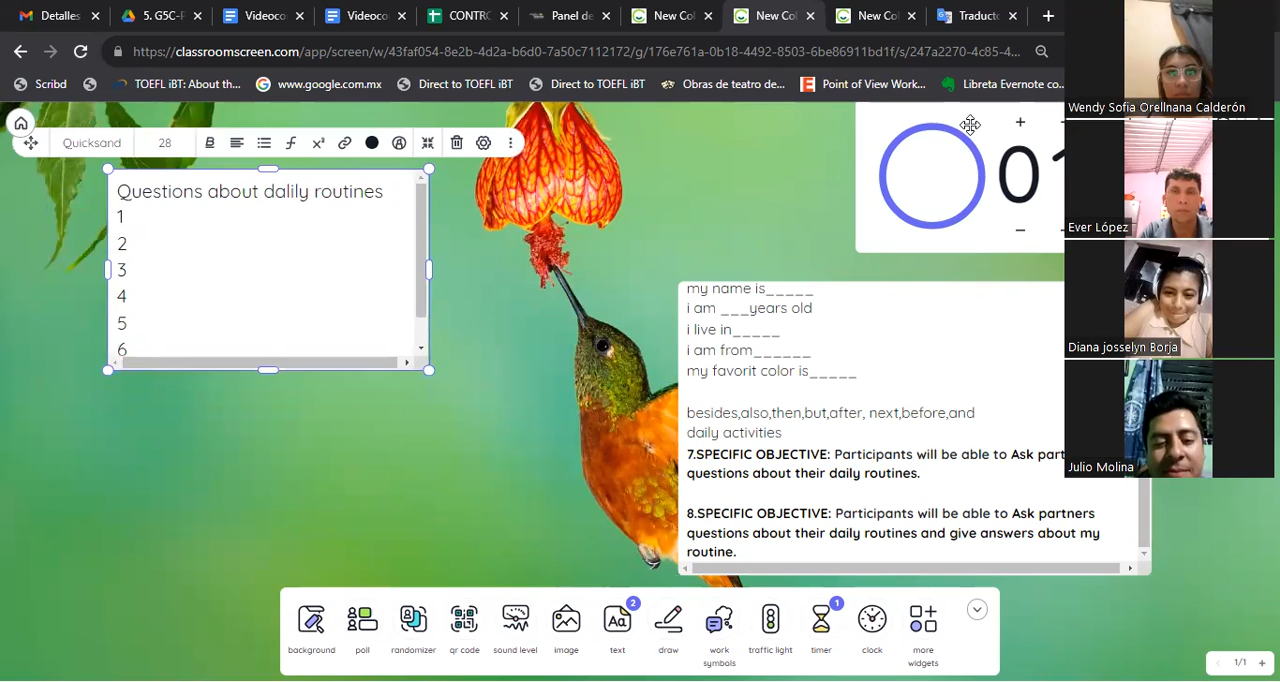 Detalles
5. G5C-F
Videoco
Videoco
CONTRO
Panel de
New Col
New Col
New Col
Traducto
https://classroomscreen.com/app/screen/w/43faf054-8e2b-4d2a-b6d0-7a50c7112172/g/176e761a-0b18-4492-8503-6be86911bd1f/s/247a2270-4c85-4...
Scribd
TOEFL iBT: About th...
www.google.com.mx
Direct to TOEFL iBT
Direct to TOEFL iBT
Obras de teatro de...
Point of View Work...
Libreta Evernote co...
Wendy Sofia Orellnana Calderón
Quicksand 28
Questions about dalily routines
1
2
3
4
5
6
01
Ever López
my name is_____
i am ___years old
i live in_____
i am from______
my favorit color is_____
Diana josselyn Borja
besides,also,then,but,after, next,before,and
daily activities
7.SPECIFIC OBJECTIVE: Participants will be able to Ask part
questions about their daily routines.
Julio Molina
8.SPECIFIC OBJECTIVE: Participants will be able to Ask partners
questions about their daily routines and give answers about my
routine.
2
1
background
poll
randomizer
qr code
sound level
image
text
draw
work symbols
traffic light
timer
clock
more widgets
1/1